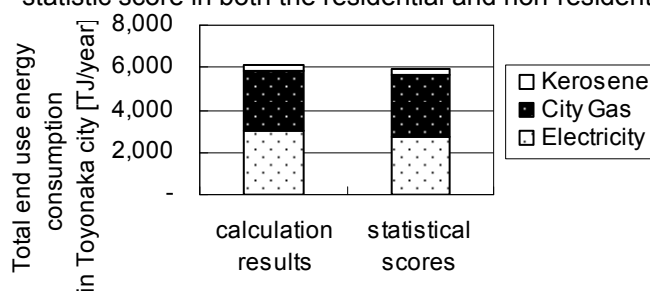 statistic score in both the residential and non-resident
8,000
6,000
4,000
2,000
-
Total end use energy
consumption
in Toyonaka city [TJ/year]
calculation
results
statistical
scores
Kerosene
City Gas
Electricity